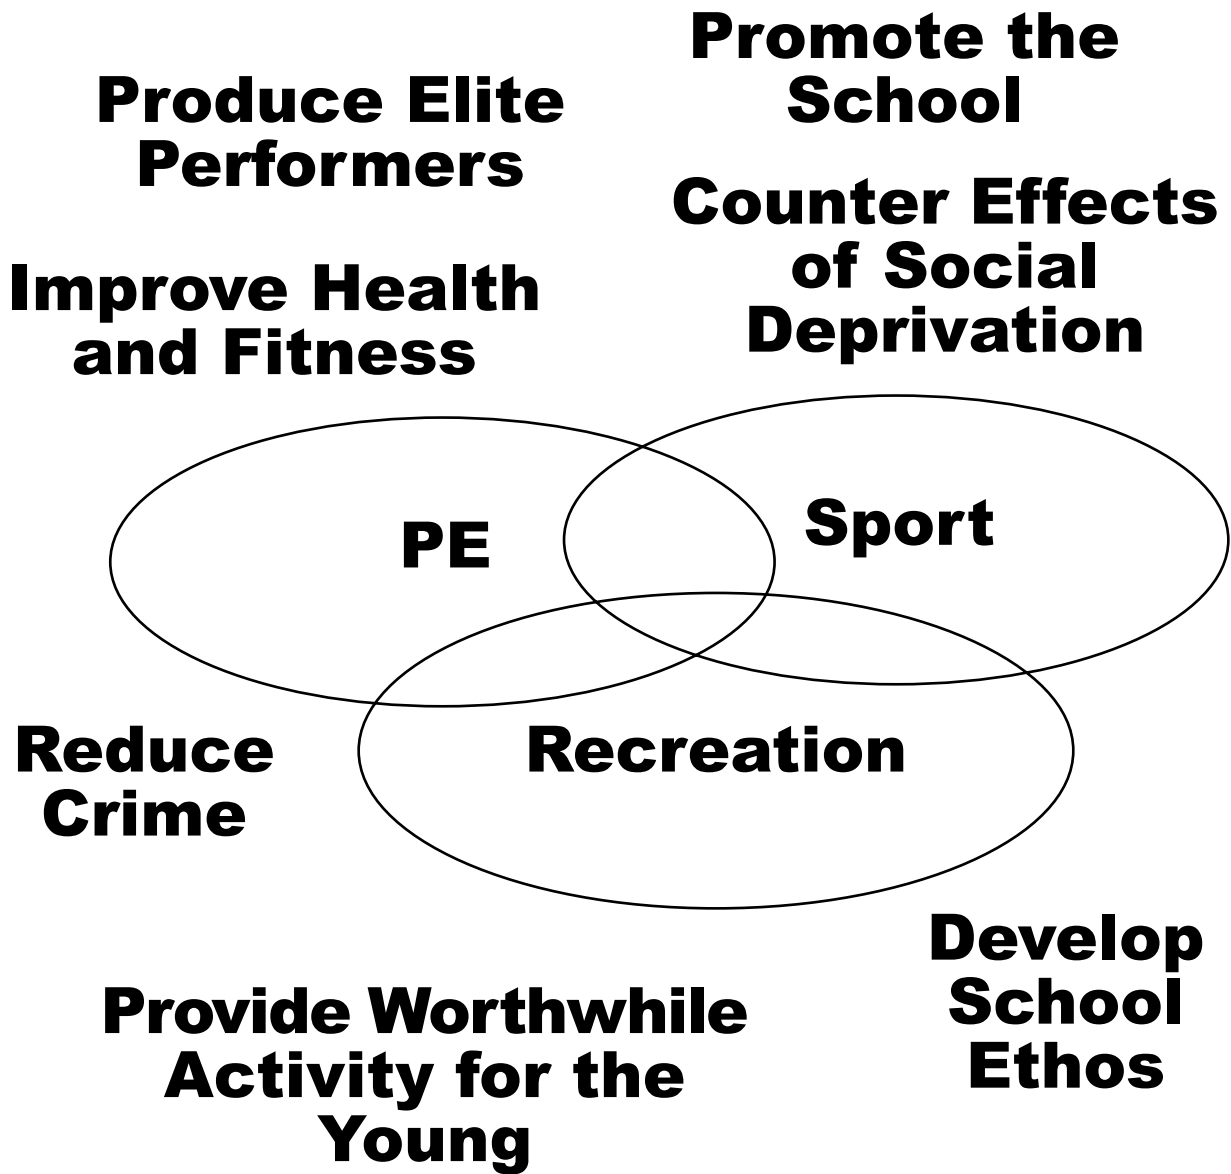 Promote the
School
Produce Elite
Performers
Counter Effects
of Social
Deprivation
Improve Health
and Fitness
PE
Sport
Recreation
Reduce
Crime
Develop
School
Ethos
Provide Worthwhile
Activity for the
Young